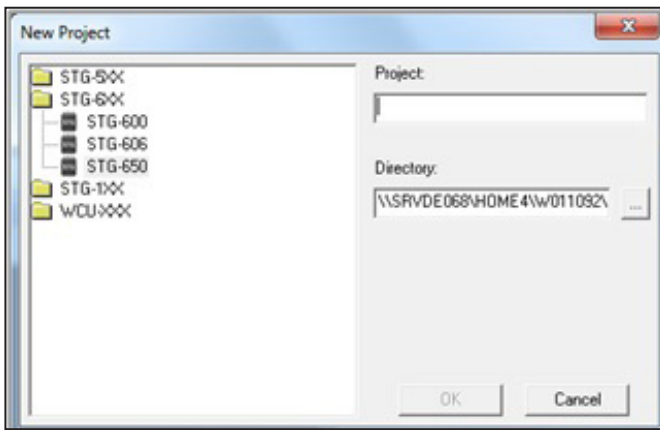 New Project
STG-5XX
STG-6XX
STG-600
STG-606
STG-650
STG-1XX
WCU-XXX
Project:
Directory:
\\SRVDE068\HOME4\W011092\
...
OK
Cancel